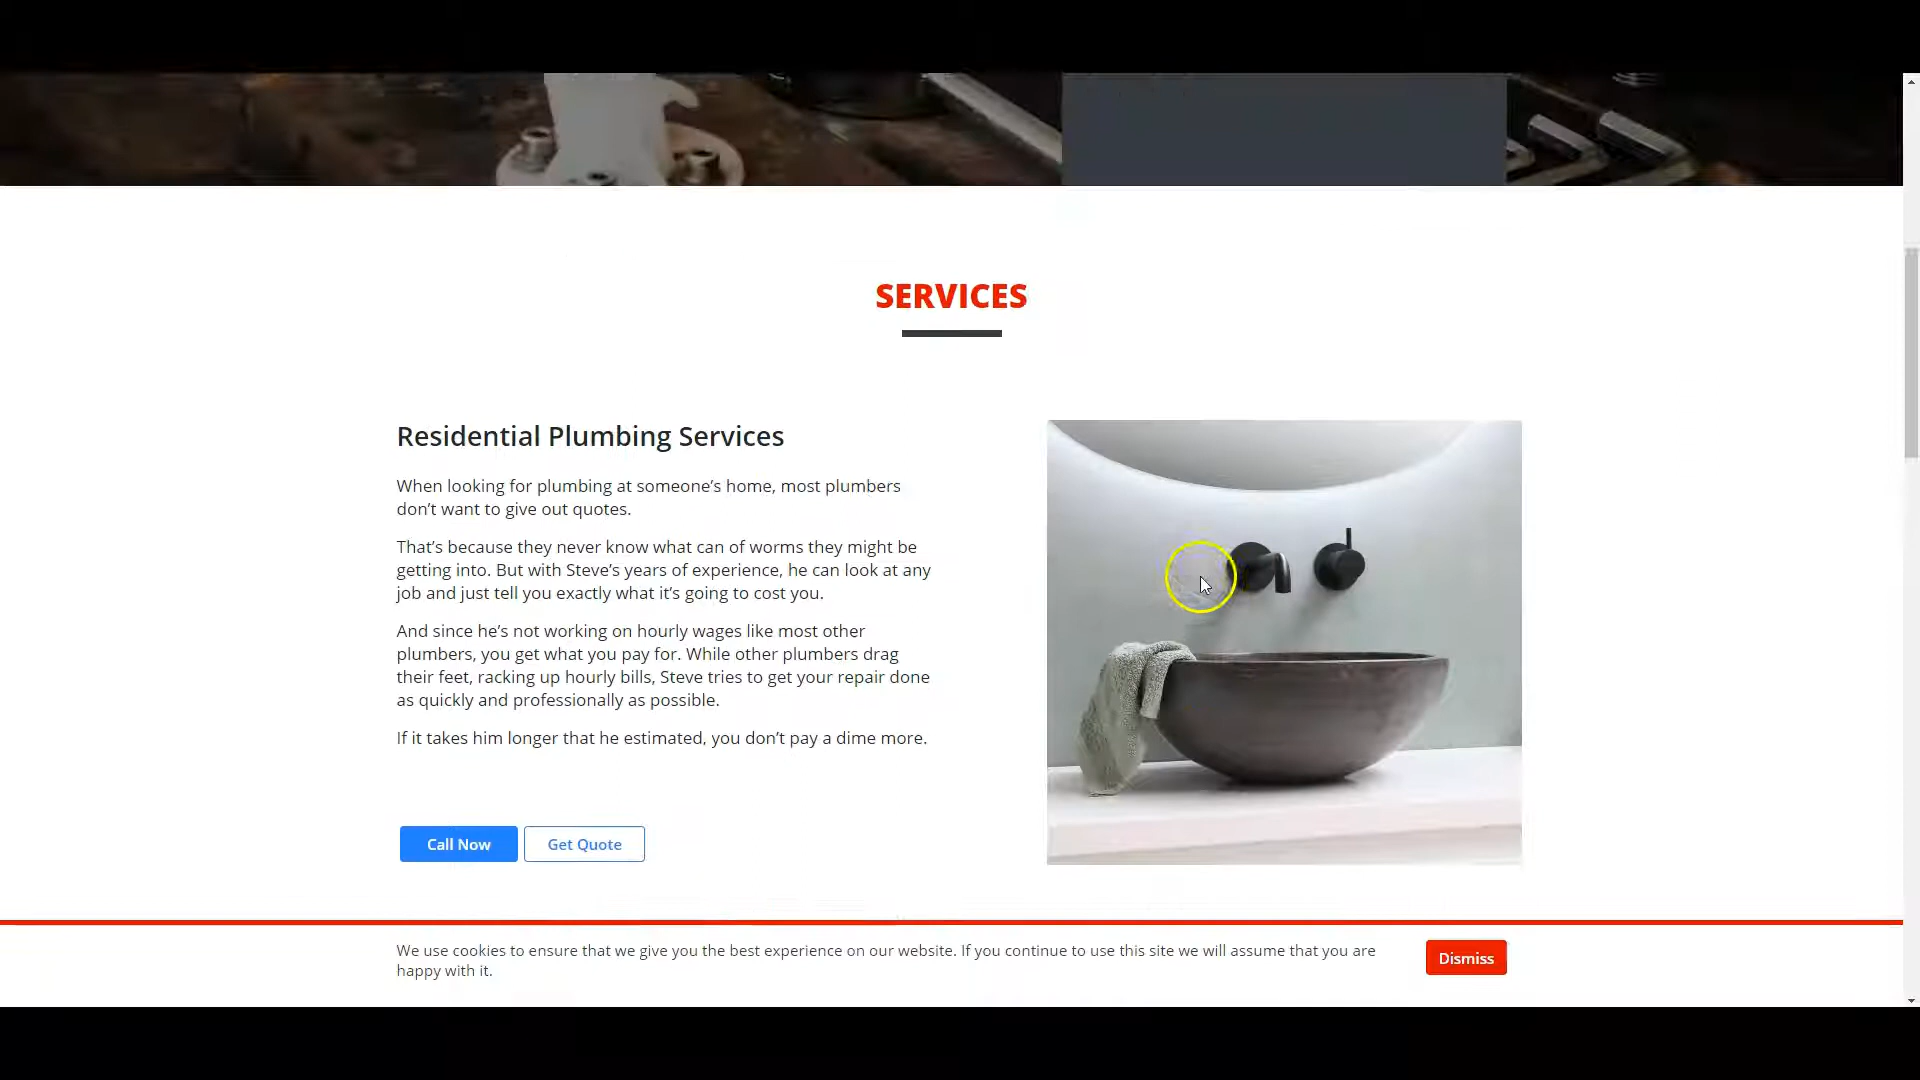 SERVICES
Residential Plumbing Services
When looking for plumbing at someone’s home, most plumbers
don’t want to give out quotes.
That’s because they never know what can of worms they might be
getting into. But with Steve’s years of experience, he can look at any
job and just tell you exactly what it’s going to cost you.
And since he’s not working on hourly wages like most other
plumbers, you get what you pay for. While other plumbers drag
their feet, racking up hourly bills, Steve tries to get your repair done
as quickly and professionally as possible.
If it takes him longer that he estimated, you don’t pay a dime more.
Call Now
Get Quote
We use cookies to ensure that we give you the best experience on our website. If you continue to use this site we will assume that you are
happy with it.
Dismiss